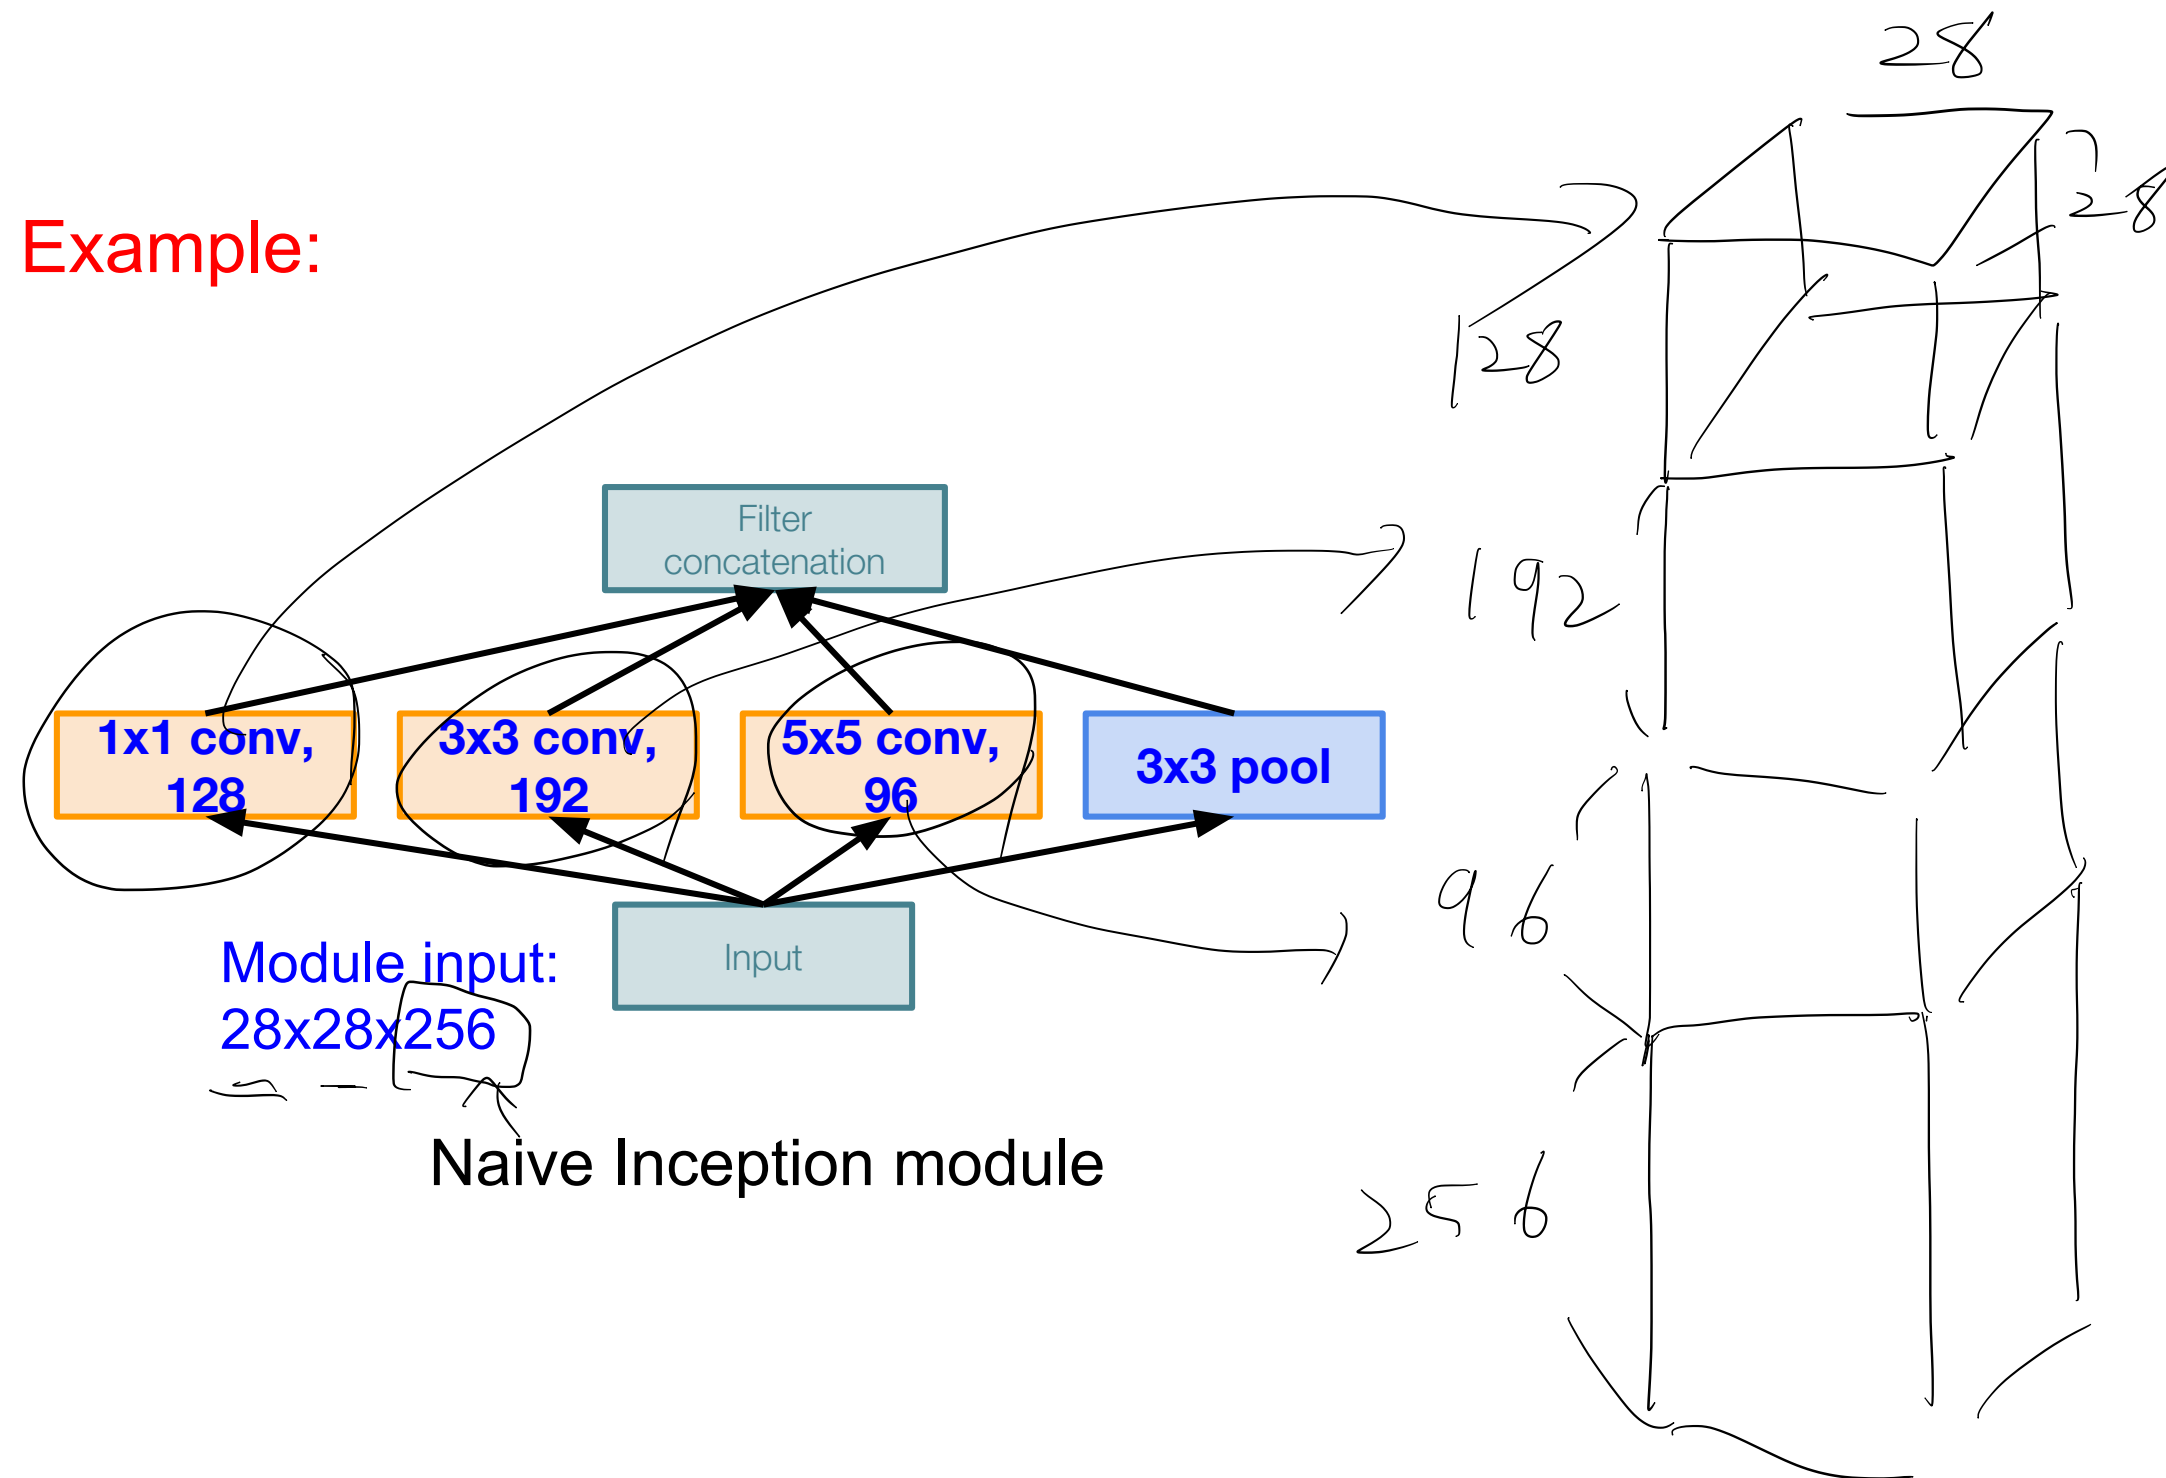 28
28
Example:
128
Filter
concatenation
192
1x1 conv,
128
3x3 conv,
192
5x5 conv,
96
3x3 pool
96
Input
Module input:
28x28x256
Naive Inception module
256